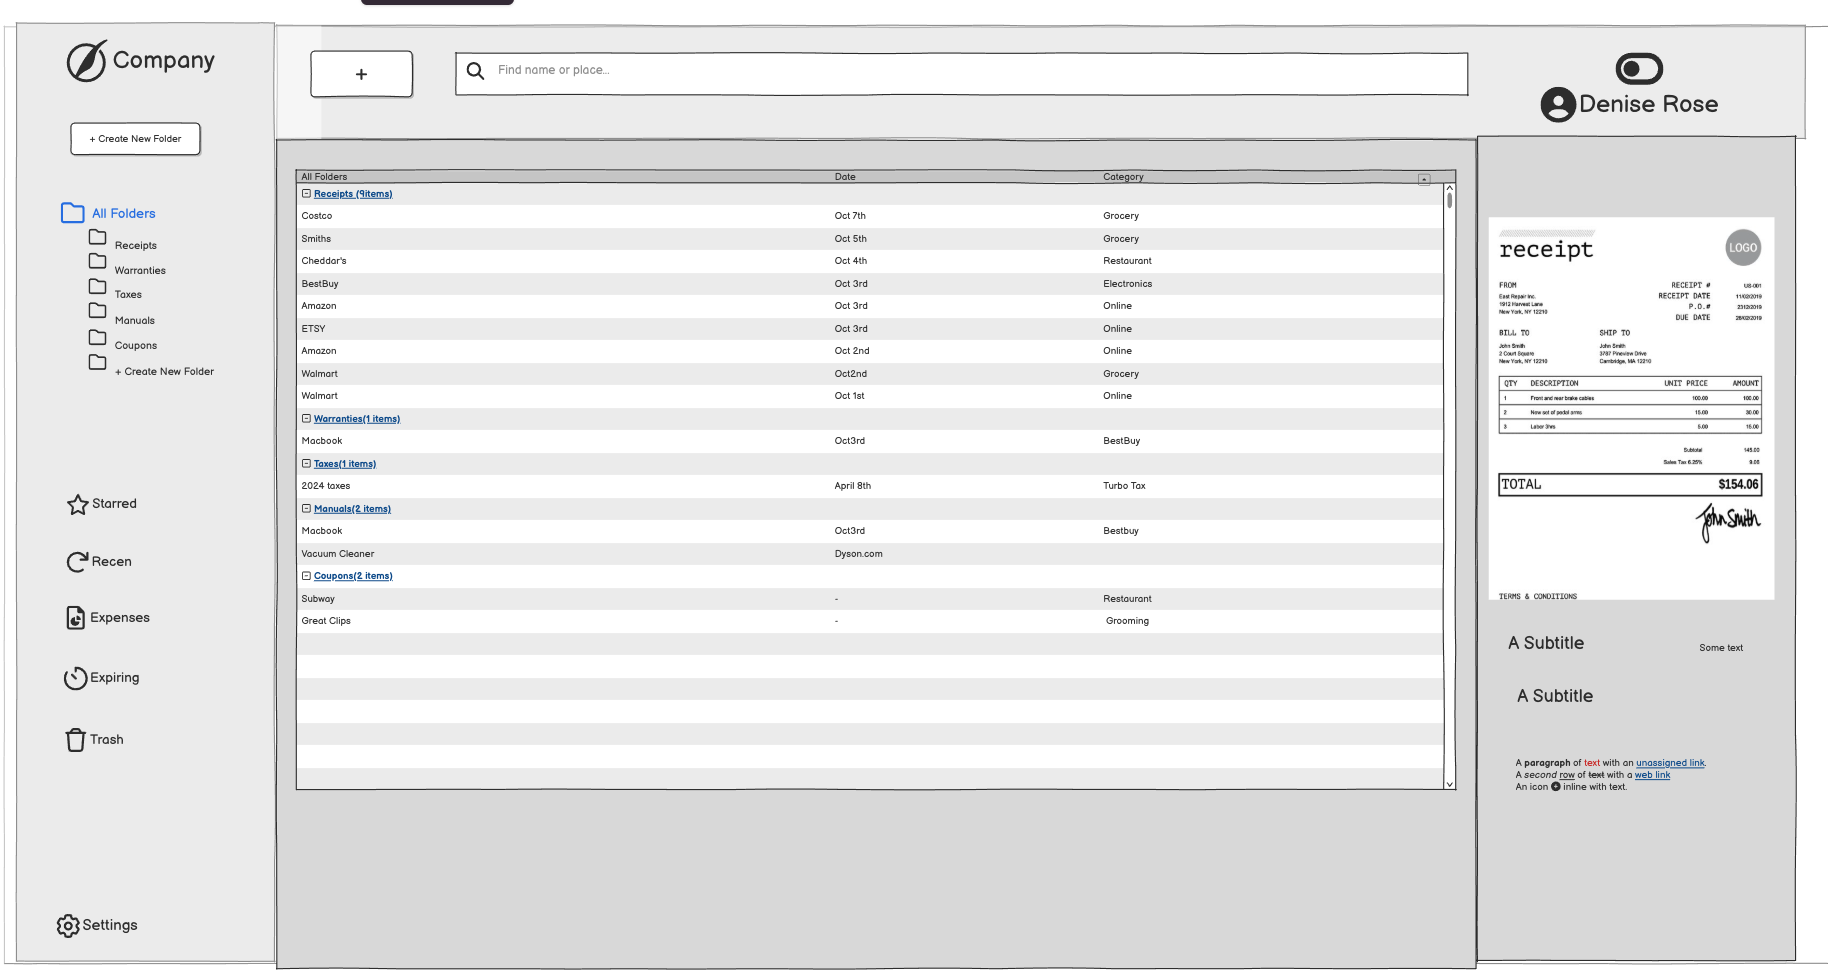 Company
+
Find name or place...
Denise Rose
+ Create New Folder
All Folders
Receipts
Warranties
Taxes
Manuals
Coupons
+ Create New Folder
Starred
Recen
Expenses
Expiring
Trash
Settings
All Folders Date Category
Receipts (9items)
Costco Oct 7th Grocery
Smiths Oct 5th Grocery
Cheddar's Oct 4th Restaurant
BestBuy Oct 3rd Electronics
Amazon Oct 3rd Online
ETSY Oct 3rd Online
Amazon Oct 2nd Online
Walmart Oct2nd Grocery
Walmart Oct 1st Online
Warranties(1 items)
Macbook Oct3rd BestBuy
Taxes(1 items)
2024 taxes April 8th Turbo Tax
Manuals(2 items)
Macbook Oct3rd Bestbuy
Vacuum Cleaner Dyson.com
Coupons(2 items)
Subway - Restaurant
Great Clips - Grooming
receipt LOGO
FROM RECEIPT # US-001
East Repair Inc. RECEIPT DATE 11/02/2019
1912 Harvest Lane P.O.# 2312/2019
New York, NY 12210 DUE DATE 26/02/2019
BILL TO SHIP TO
John Smith John Smith
2 Court Square 3787 Pineview Drive
New York, NY 12210 Cambridge, MA 12210
QTY DESCRIPTION UNIT PRICE AMOUNT
1 Front and rear brake cables 100.00 100.00
2 New set of pedal arms 15.00 30.00
3 Labor 3hrs 5.00 15.00
Subtotal 145.00
Sales Tax 6.25% 9.06
TOTAL $154.06
John Smith
TERMS & CONDITIONS
A Subtitle Some text
A Subtitle
A paragraph of text with an unassigned link.
A second row of text with a web link
An icon inline with text.